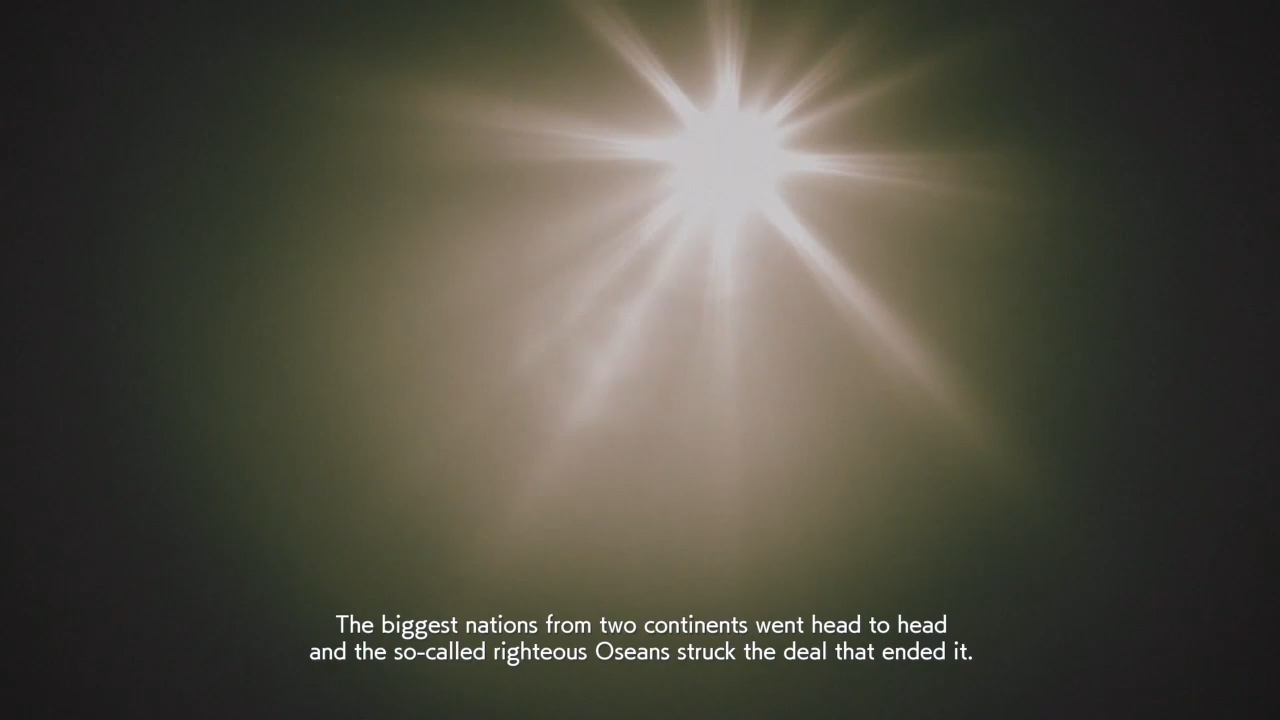 The biggest nations from two continents went head to head
and the so-called righteous Oseans struck the deal that ended it.